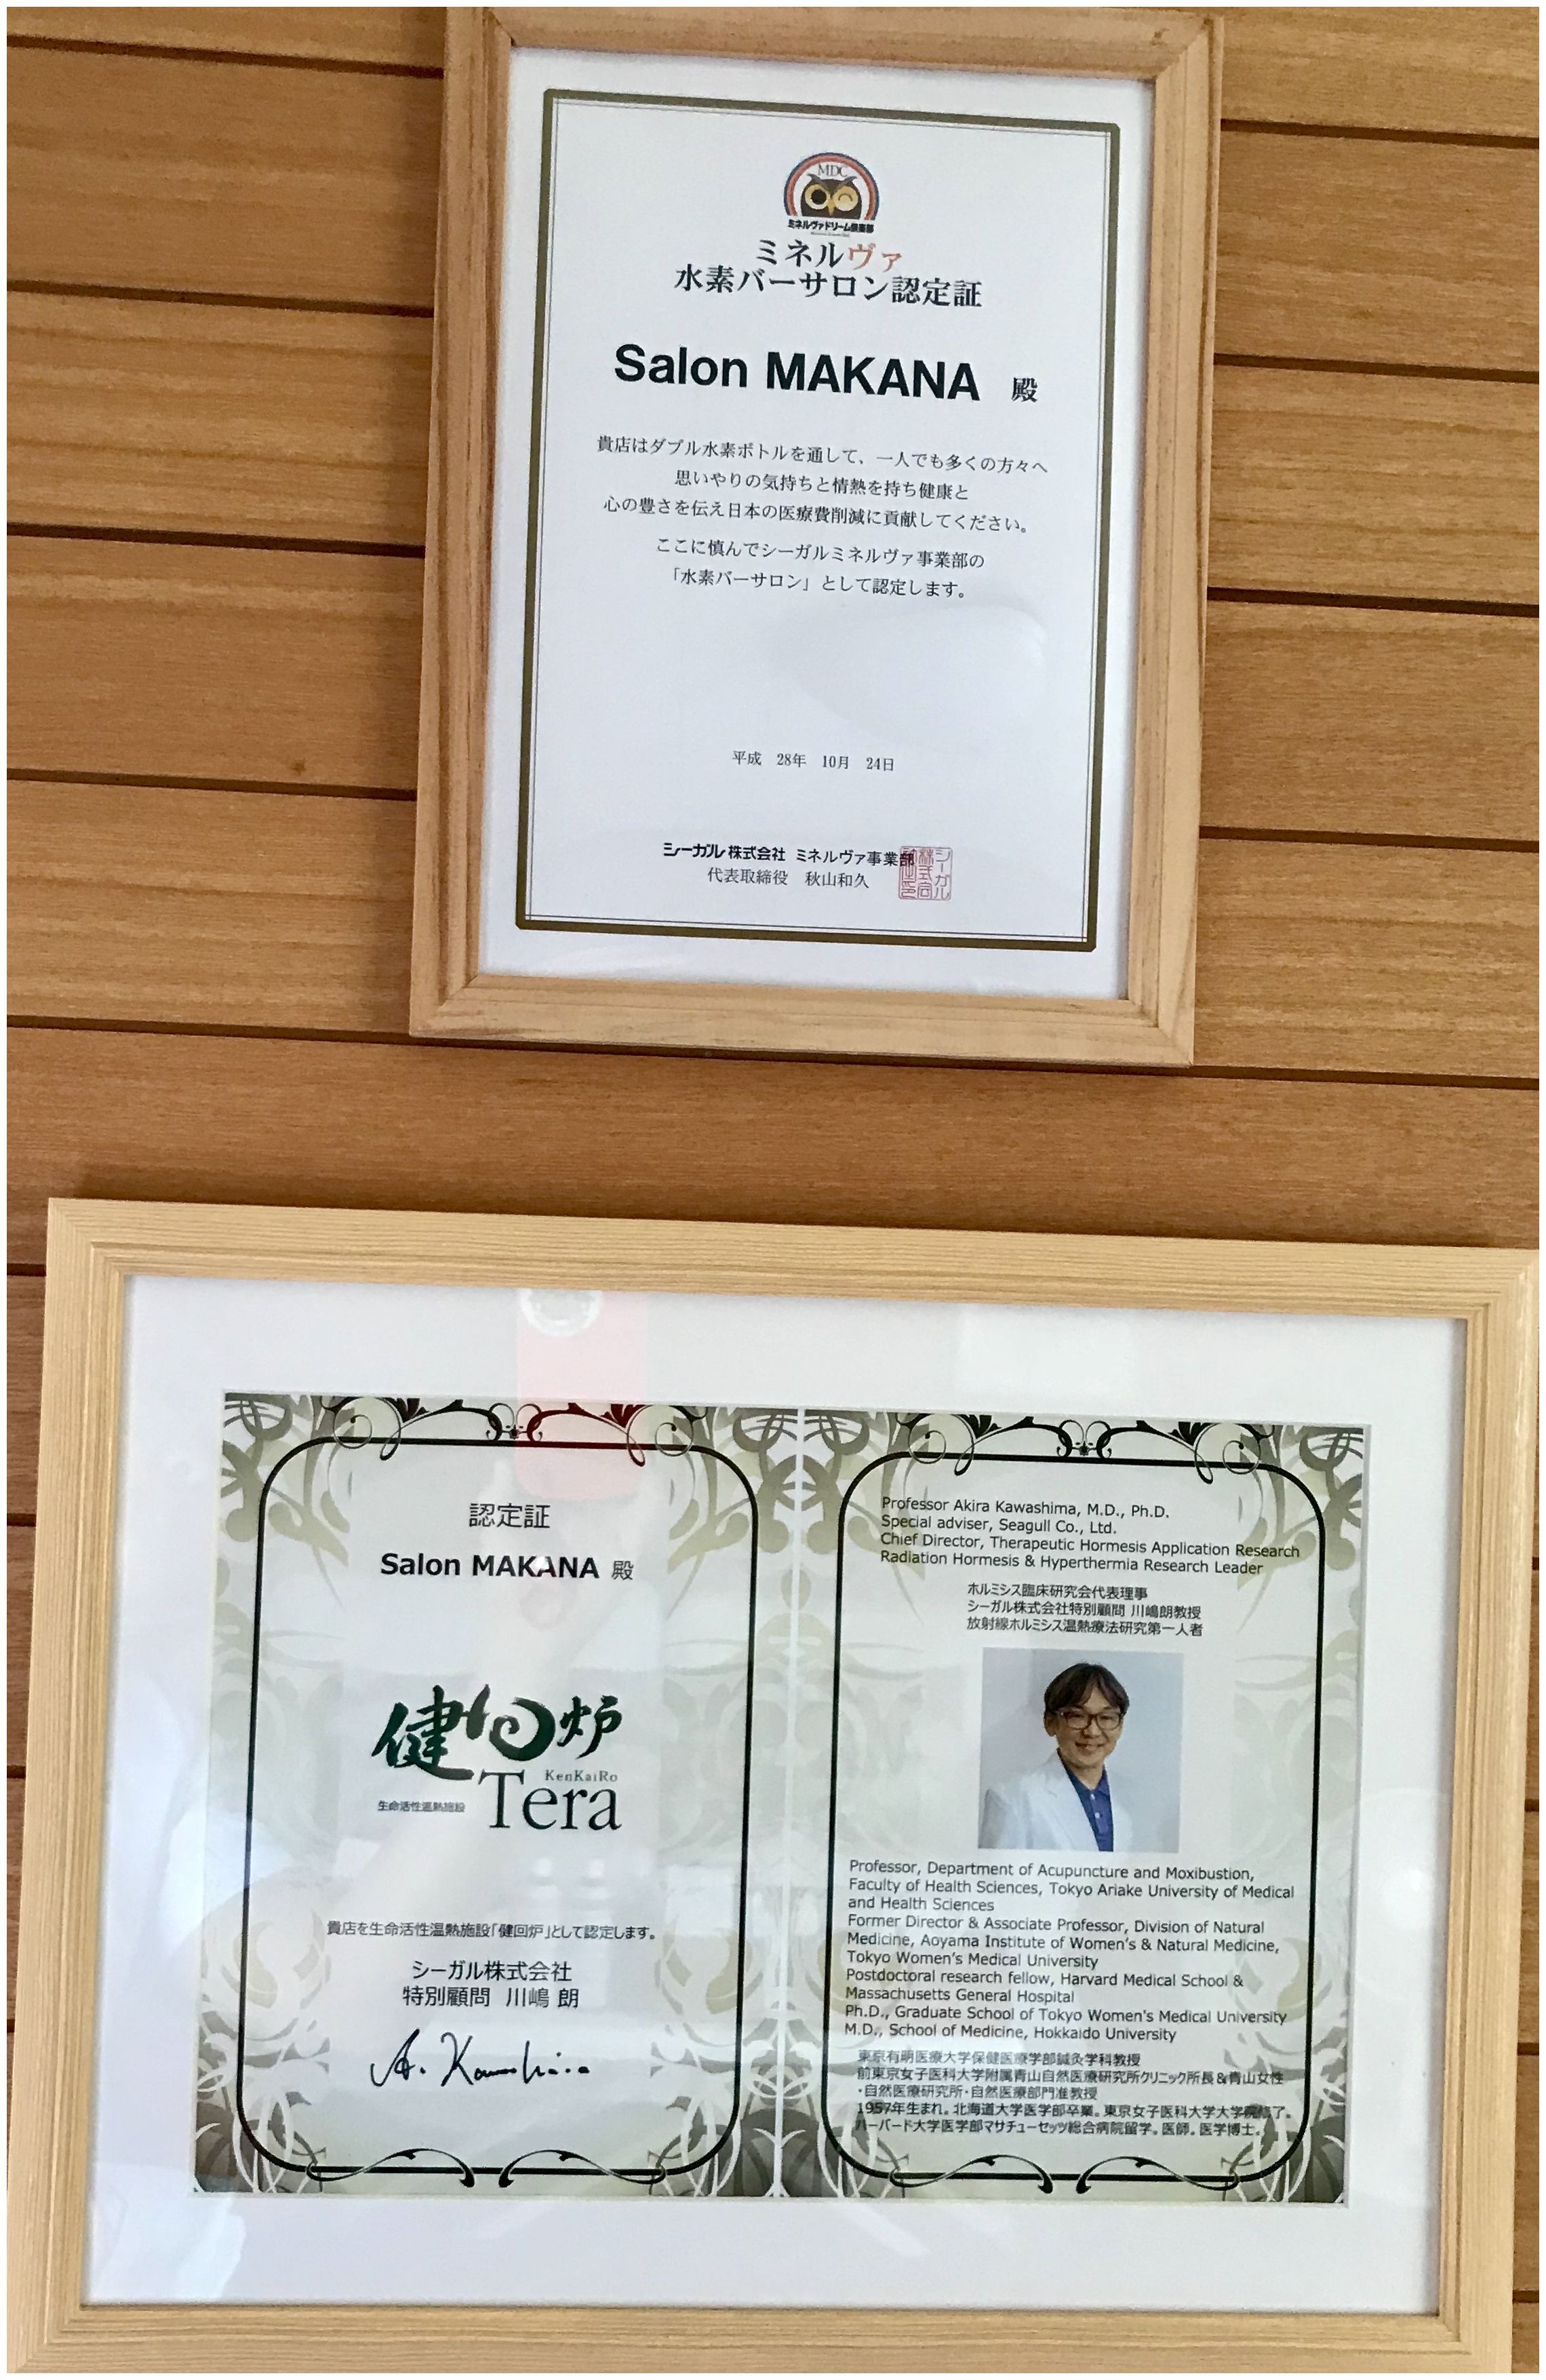 MDC
ミネルヴァドリーム倶楽部
ミネルヴァ
水素バーサロン認定証
Salon MAKANA 殿
貴店はダブル水素ボトルを通して、一人でも多くの方々へ
思いやりの気持ちと情熱を持ち健康と
心の豊さを伝え日本の医療費削減に貢献してください。
ここに慎んでシーガルミネルヴァ事業部の
「水素バーサロン」として認定します。
平成 28年 10月 24日
シーガル株式会社 ミネルヴァ事業部
代表取締役 秋山和久
認定証
Salon MAKANA 殿
健回炉
KenKaiRo
生命活性温熱施設 Tera
貴店を生命活性温熱施設「健回炉」として認定します。
シーガル株式会社
特別顧問 川嶋 朗
A. Kawashima
Professor Akira Kawashima, M.D., Ph.D.
Special adviser, Seagull Co., Ltd.
Chief Director, Therapeutic Hormesis Application Research
Radiation Hormesis & Hyperthermia Research Leader
ホルミシス臨床研究会代表理事
シーガル株式会社特別顧問 川嶋朗教授
放射線ホルミシス温熱療法研究第一人者
Professor, Department of Acupuncture and Moxibustion,
Faculty of Health Sciences, Tokyo Ariake University of Medical
and Health Sciences
Former Director & Associate Professor, Division of Natural
Medicine, Aoyama Institute of Women's & Natural Medicine,
Tokyo Women's Medical University
Postdoctoral research fellow, Harvard Medical School &
Massachusetts General Hospital
Ph.D., Graduate School of Tokyo Women's Medical University
M.D., School of Medicine, Hokkaido University
東京有明医療大学保健医療学部鍼灸学科教授
前東京女子医科大学附属青山自然医療研究所クリニック所長＆青山女性
・自然医療研究所・自然医療部門准教授
1957年生まれ。北海道大学医学部卒業。東京女子医科大学大学院修了。
ハーバード大学医学部マサチューセッツ総合病院留学。医師。医学博士。